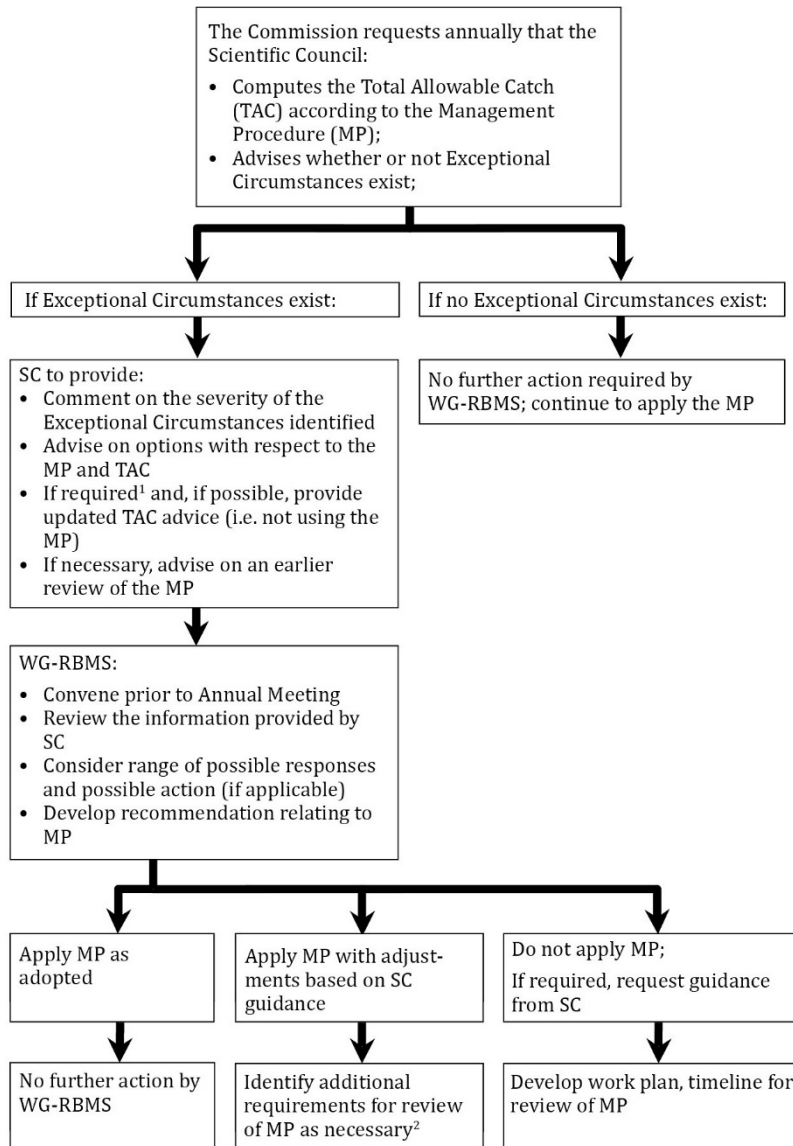 The Commission requests annually that the
Scientific Council:
• Computes the Total Allowable Catch
(TAC) according to the Management
Procedure (MP);
• Advises whether or not Exceptional
Circumstances exist;
If Exceptional Circumstances exist:
If no Exceptional Circumstances exist:
SC to provide:
• Comment on the severity of the
Exceptional Circumstances identified
• Advise on options with respect to the
MP and TAC
• If required¹ and, if possible, provide
updated TAC advice (i.e. not using the
MP)
• If necessary, advise on an earlier
review of the MP
No further action required by
WG-RBMS; continue to apply the MP
WG-RBMS:
• Convene prior to Annual Meeting
• Review the information provided by
SC
• Consider range of possible responses
and possible action (if applicable)
• Develop recommendation relating to
MP
Apply MP as
adopted
Apply MP with adjust-
ments based on SC
guidance
Do not apply MP;
If required, request guidance
from SC
No further action by
WG-RBMS
Identify additional
requirements for review
of MP as necessary²
Develop work plan, timeline for
review of MP